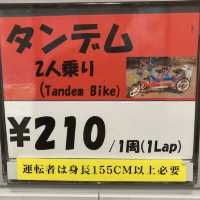 タンデム
2人乗り
(Tandem Bike)
¥210/1周(1Lap)
運転者は身長155CM以上必要